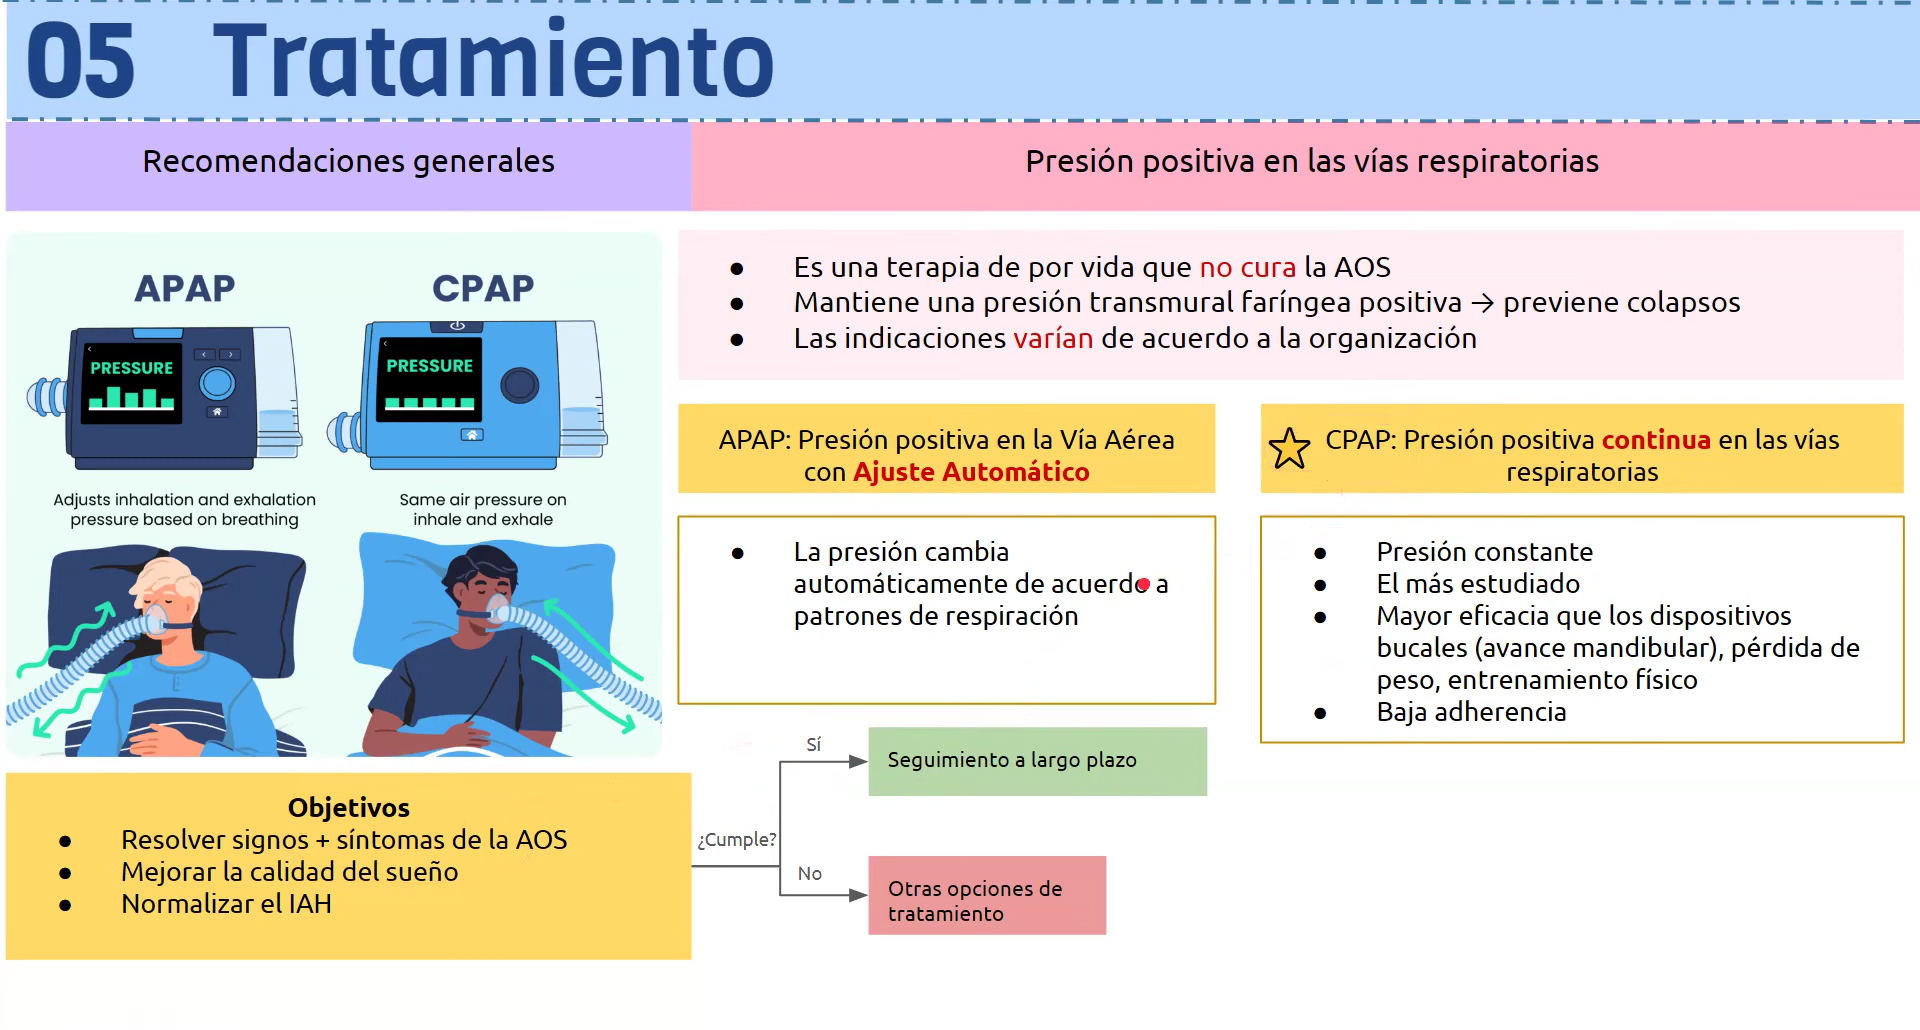 05 Tratamiento
Recomendaciones generales
Presión positiva en las vías respiratorias
APAP
CPAP
PRESSURE
PRESSURE
Adjusts inhalation and exhalation
pressure based on breathing
Same air pressure on
inhale and exhale
● Es una terapia de por vida que no cura la AOS
● Mantiene una presión transmural faríngea positiva → previene colapsos
● Las indicaciones varían de acuerdo a la organización
APAP: Presión positiva en la Vía Aérea
con Ajuste Automático
● La presión cambia
automáticamente de acuerdo a
patrones de respiración
CPAP: Presión positiva continua en las vías
respiratorias
● Presión constante
● El más estudiado
● Mayor eficacia que los dispositivos
bucales (avance mandibular), pérdida de
peso, entrenamiento físico
● Baja adherencia
Objetivos
● Resolver signos + síntomas de la AOS
● Mejorar la calidad del sueño
● Normalizar el IAH
¿Cumple?
Sí
Seguimiento a largo plazo
No
Otras opciones de
tratamiento